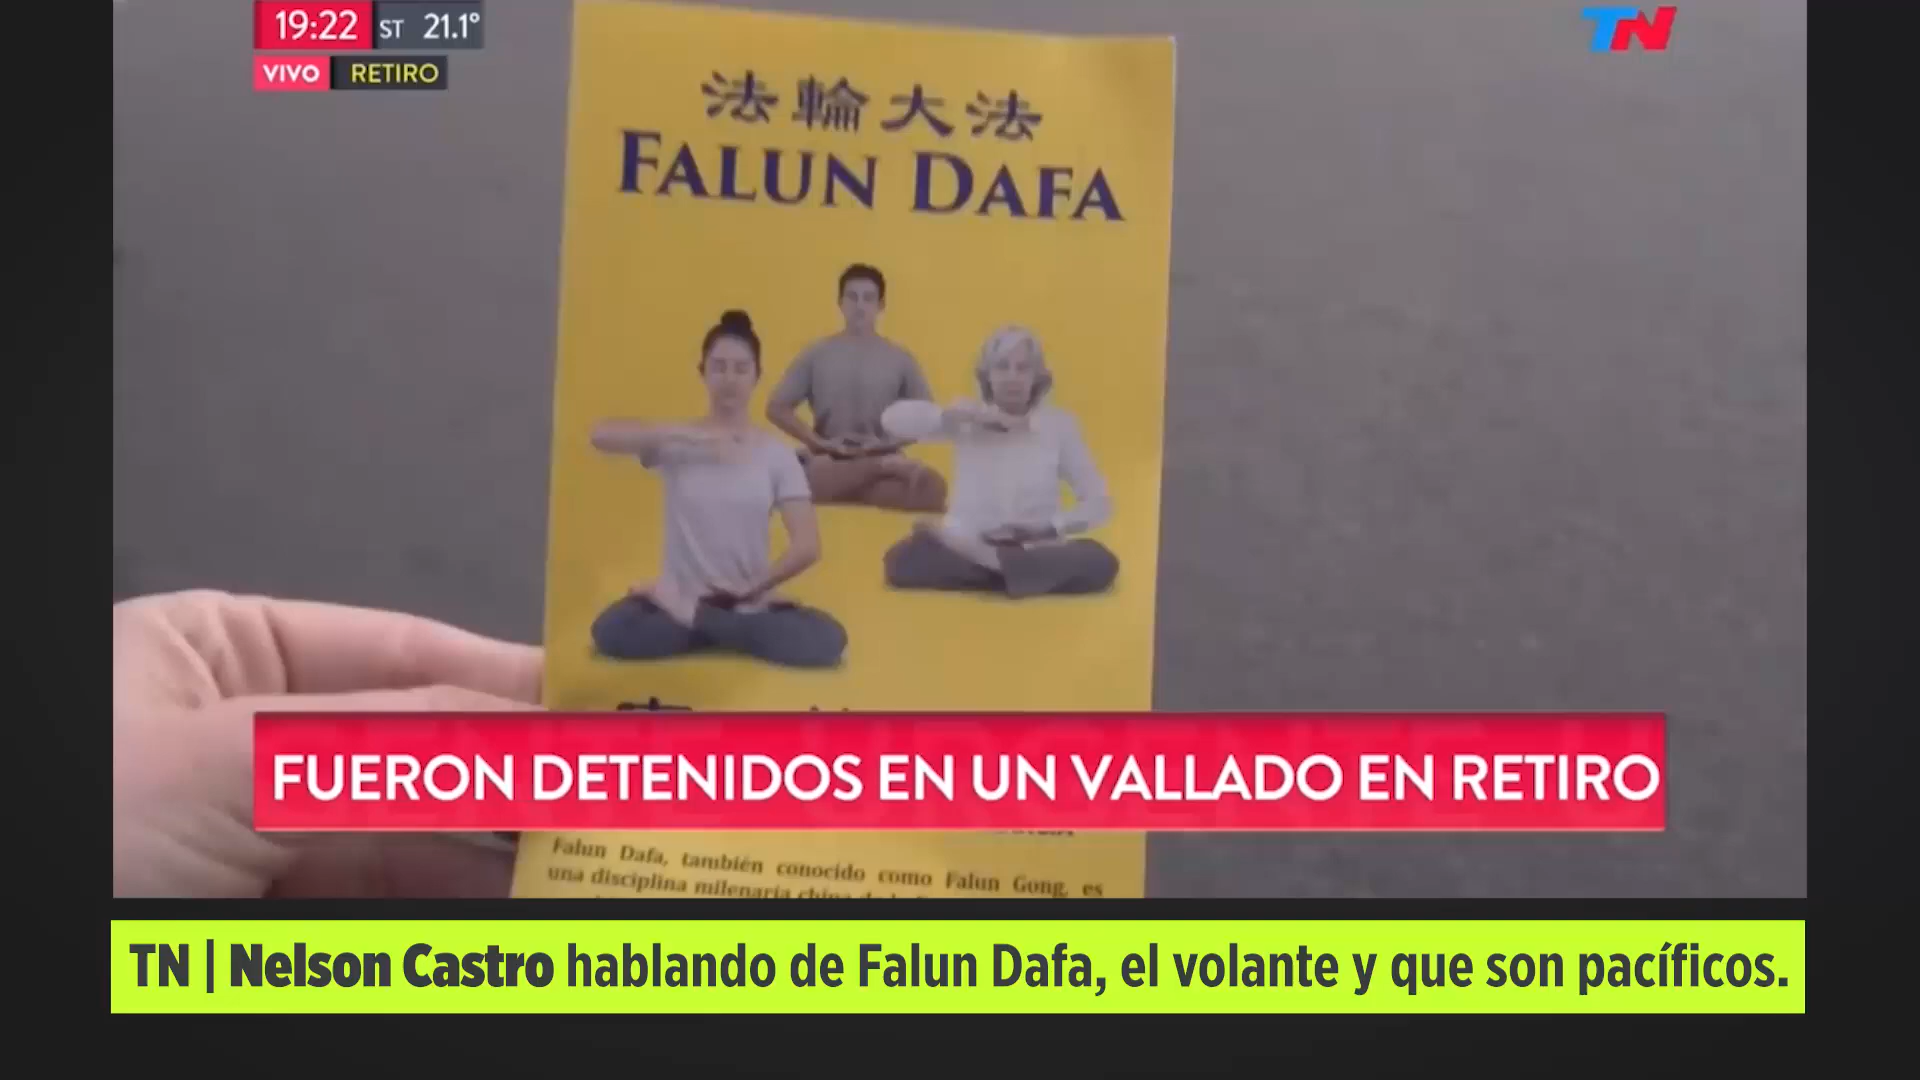 19:22 ST 21.1°
TN
VIVO RETIRO
法輪大法
FALUN DAFA
FUERON DETENIDOS EN UN VALLADO EN RETIRO
Falun Dafa, también conocido como Falun Gong, es
una disciplina milenaria china
TN | Nelson Castro hablando de Falun Dafa, el volante y que son pacíficos.